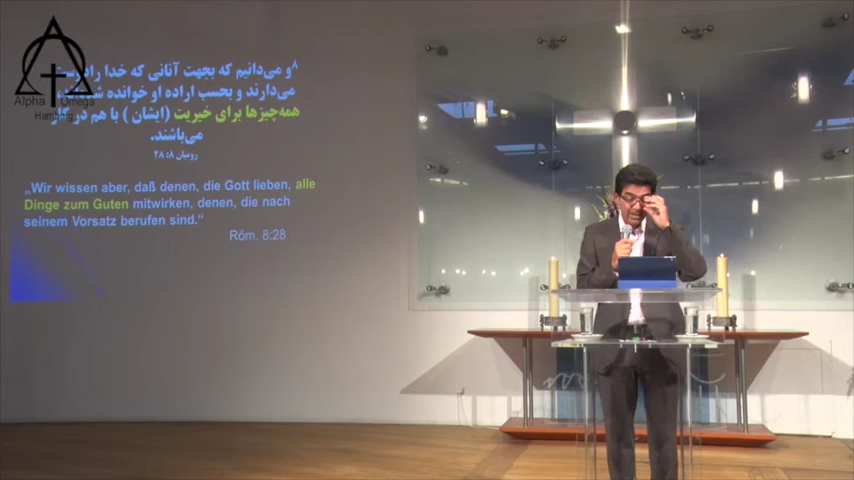 ۸و می‌دانیم که بجهت آنانی که خدا را دوست
می‌دارند و بحسب اراده او خوانده
همه‌چیزها برای خیریت (ایشان ) با هم در کار
می‌باشند.
رومیان ۸: ۲۸
„Wir wissen aber, daß denen, die Gott lieben, alle
Dinge zum Guten mitwirken, denen, die nach
seinem Vorsatz berufen sind.“
Röm. 8:28
Alpha Omega
Hamburg